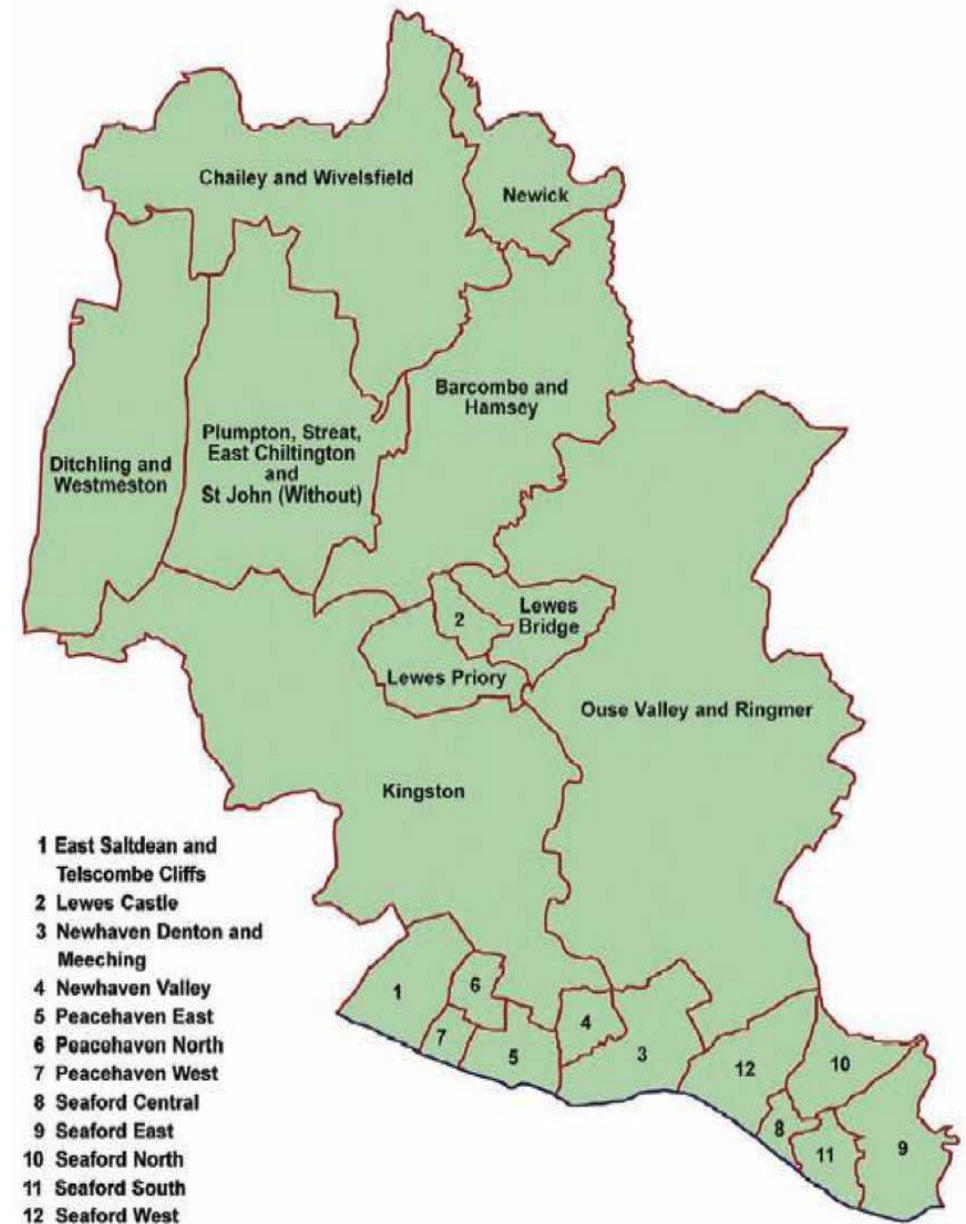 Chailey and Wivelsfield
Newick
Barcombe and
Hamsey
Plumpton, Streat,
East Chiltington
and
St John (Without)
Ditchling and
Westmeston
Lewes
Bridge
2
Lewes Priory
Ouse Valley and Ringmer
Kingston
1
6
7
5
4
3
12
10
8
11
9
1 East Saltdean and
Telscombe Cliffs
2 Lewes Castle
3 Newhaven Denton and
Meeching
4 Newhaven Valley
5 Peacehaven East
6 Peacehaven North
7 Peacehaven West
8 Seaford Central
9 Seaford East
10 Seaford North
11 Seaford South
12 Seaford West